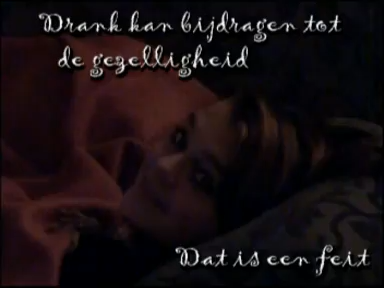 Drank kan bijdragen tot
de gezelligheid
Dat is een feit